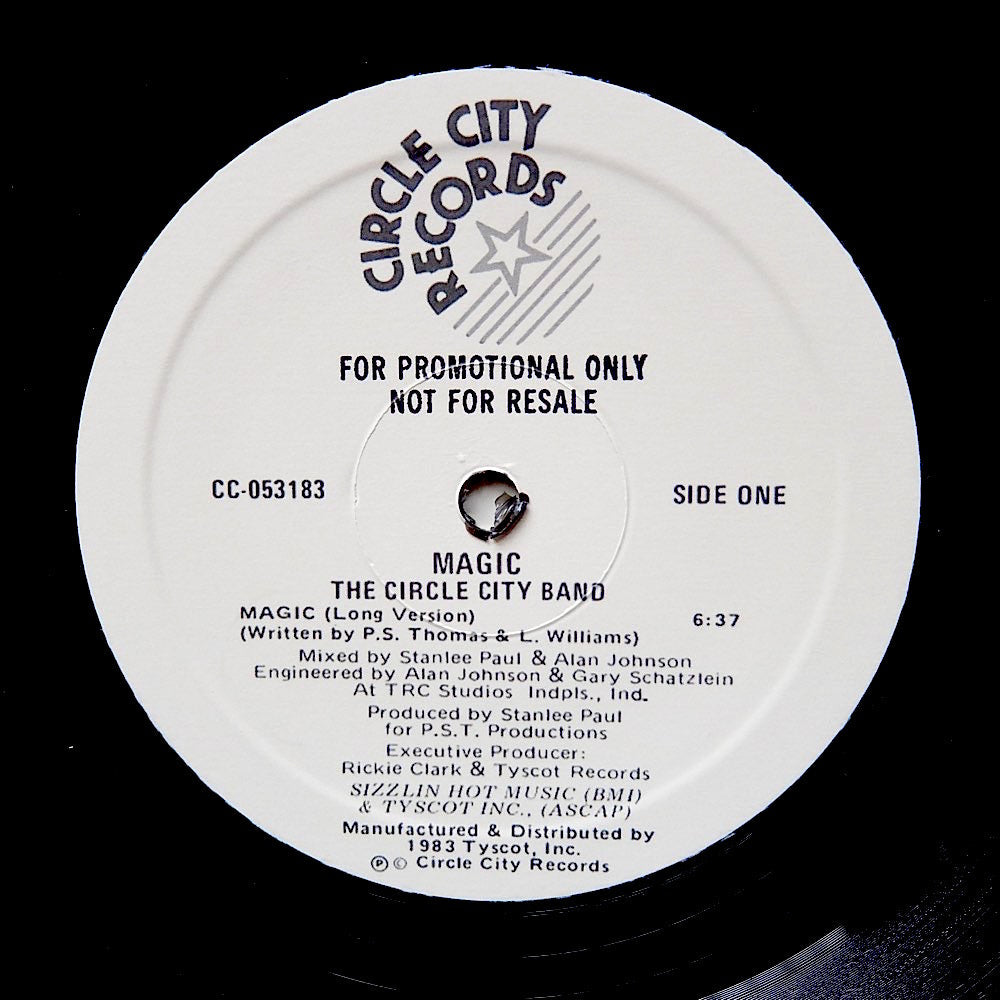 CIRCLE CITY
RECORDS
FOR PROMOTIONAL ONLY
NOT FOR RESALE
CC-053183
SIDE ONE
MAGIC
THE CIRCLE CITY BAND
MAGIC (Long Version) 6:37
(Written by P.S. Thomas & L. Williams)
Mixed by Stanlee Paul & Alan Johnson
Engineered by Alan Johnson & Gary Schatzlein
At TRC Studios Indpls., Ind.
Produced by Stanlee Paul
for P.S.T. Productions
Executive Producer:
Rickie Clark & Tyscot Records
SIZZLIN HOT MUSIC (BMI)
& TYSCOT INC., (ASCAP)
Manufactured & Distributed by
1983 Tyscot, Inc.
℗ © Circle City Records